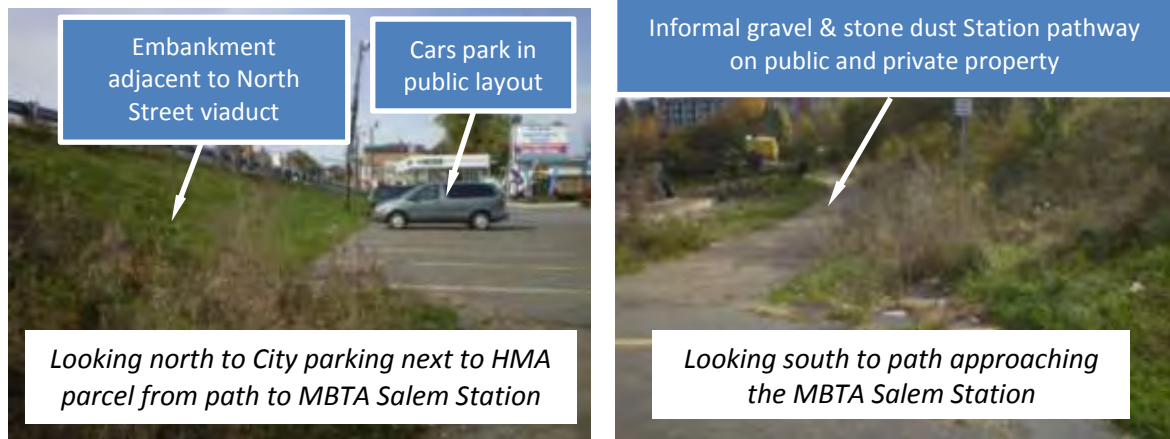 Embankment
adjacent to North
Street viaduct
Cars park in
public layout
Looking north to City parking next to HMA
parcel from path to MBTA Salem Station
Informal gravel & stone dust Station pathway
on public and private property
Looking south to path approaching
the MBTA Salem Station